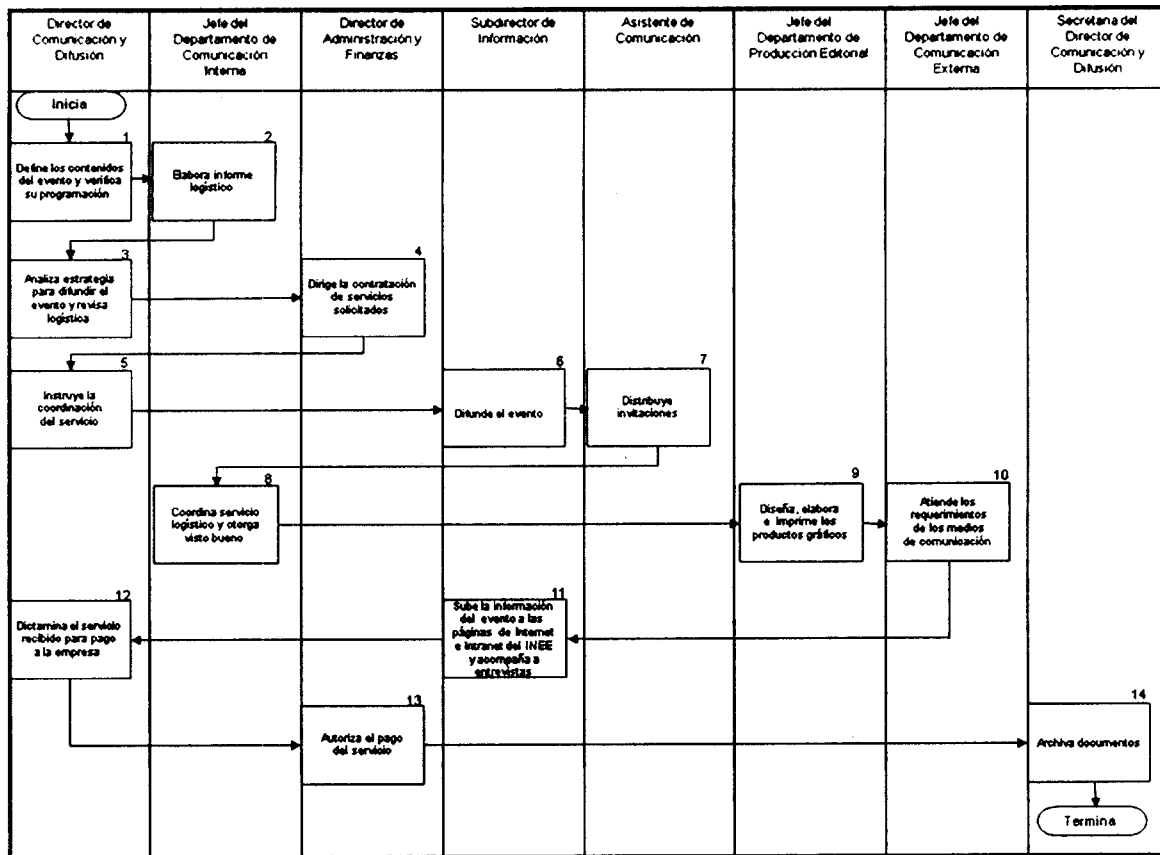 Director de
Comunicación y
Difusión
Jefe del
Departamento de
Comunicación
Interna
Director de
Administración y
Finanzas
Subdirector de
Información
Asistente de
Comunicación
Jefe del
Departamento de
Producción Editorial
Jefe del
Departamento de
Comunicación
Externa
Secretaria del
Director de
Comunicación y
Difusión
Inicia
1
Define los contenidos
del evento y verifica
su programación
2
Elabora informe
logístico
3
Analiza estrategia
para difundir el
evento y revisa
logística
4
Dirige la contratación
de servicios
solicitados
5
Instruye la
coordinación
del servicio
6
Difunde el evento
7
Distribuye
invitaciones
8
Coordina servicio
logístico y otorga
visto bueno
9
Diseña, elabora
e imprime los
productos gráficos
10
Atiende los
requerimientos
de los medios
de comunicación
11
Sube la información
del evento a las
páginas de Internet
e Intranet del INEE
y acompaña a
entrevistas
12
Dictamina el servicio
recibido para pago
a la empresa
13
Autoriza el pago
del servicio
14
Archiva documentos
Termina